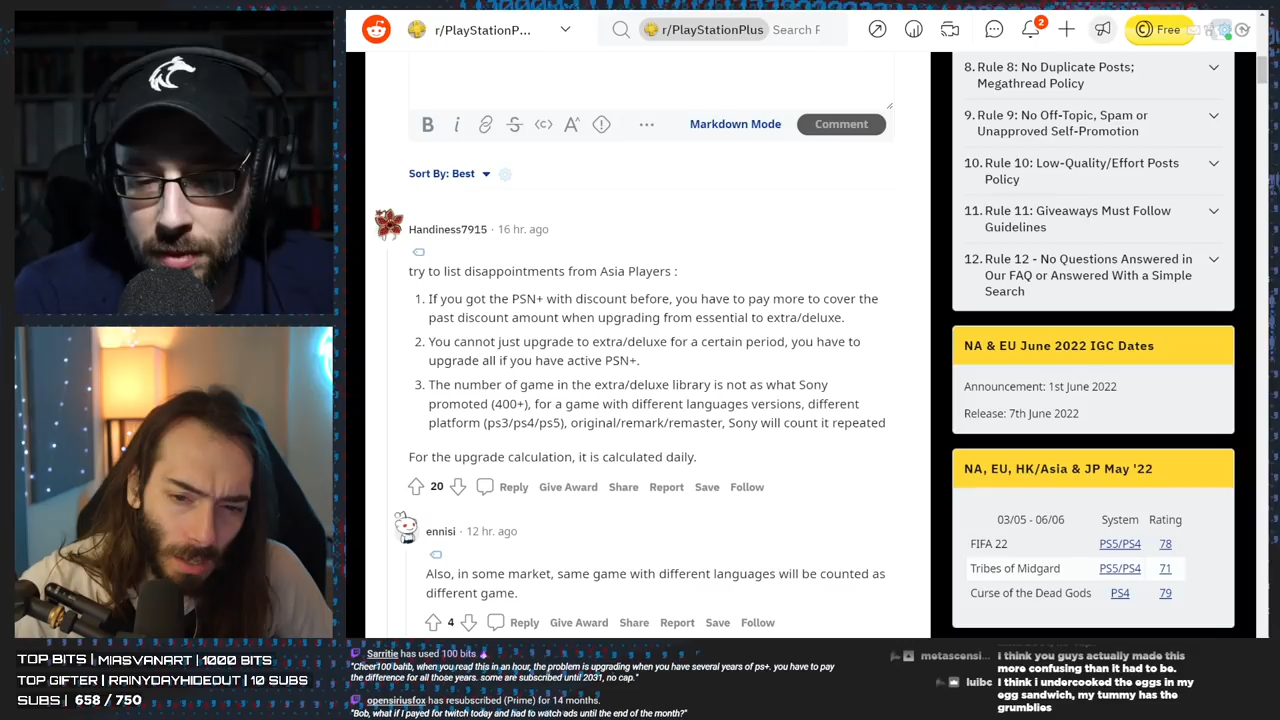 r/PlayStationP...
r/PlayStationPlus
Search F
2
Free
8. Rule 8: No Duplicate Posts;
Megathread Policy
9. Rule 9: No Off-Topic, Spam or
Unapproved Self-Promotion
10. Rule 10: Low-Quality/Effort Posts
Policy
11. Rule 11: Giveaways Must Follow
Guidelines
12. Rule 12 - No Questions Answered in
Our FAQ or Answered With a Simple
Search
B i Markdown Mode Comment
Sort By: Best
Handiness7915 · 16 hr. ago
try to list disappointments from Asia Players :
1. If you got the PSN+ with discount before, you have to pay more to cover the
past discount amount when upgrading from essential to extra/deluxe.
2. You cannot just upgrade to extra/deluxe for a certain period, you have to
upgrade all if you have active PSN+.
3. The number of game in the extra/deluxe library is not as what Sony
promoted (400+), for a game with different languages versions, different
platform (ps3/ps4/ps5), original/remark/remaster, Sony will count it repeated
For the upgrade calculation, it is calculated daily.
20 Reply Give Award Share Report Save Follow
ennisi · 12 hr. ago
Also, in some market, same game with different languages will be counted as
different game.
4 Reply Give Award Share Report Save Follow
NA & EU June 2022 IGC Dates
Announcement: 1st June 2022
Release: 7th June 2022
NA, EU, HK/Asia & JP May '22
03/05 - 06/06 System Rating
FIFA 22 PS5/PS4 78
Tribes of Midgard PS5/PS4 71
Curse of the Dead Gods PS4 79
TOP BITS | MASVANART | 1000 BITS
TOP GIFTER | RAINYDAYHIDEOUT | 10 SUBS
SUBS | 658 / 750
Sarritie has used 100 bits
"Cheer100 bahb, when you read this in an hour, the problem is upgrading when you have several years of ps+. you have to pay
the difference for all those years. some are subscribed until 2031, no cap."
opensiriusfox has resubscribed (Prime) for 14 months.
"Bob, what if I payed for twitch today and had to watch ads until the end of the month?"
metascensi... I think you guys actually made this
more confusing than it had to be.
luibc I think i undercooked the eggs in my
egg sandwich, my tummy has the
grumblies